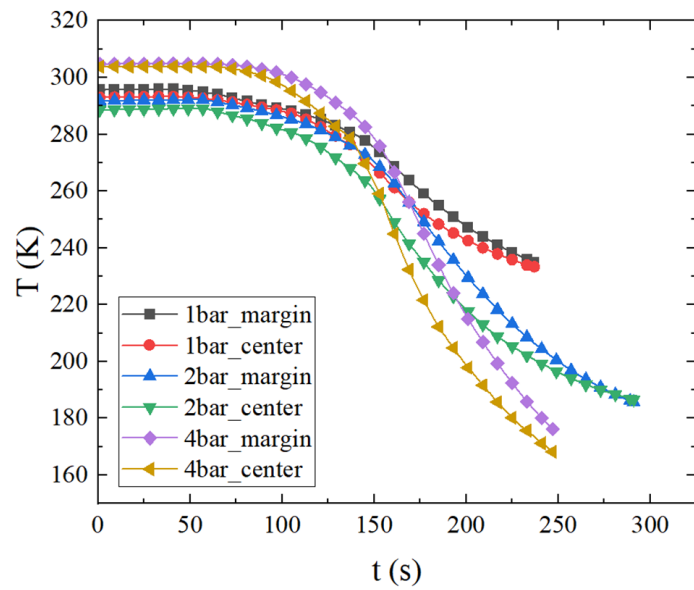 320
300
280
260
240
220
200
180
160
T (K)
1bar_margin
1bar_center
2bar_margin
2bar_center
4bar_margin
4bar_center
0 50 100 150 200 250 300
t (s)